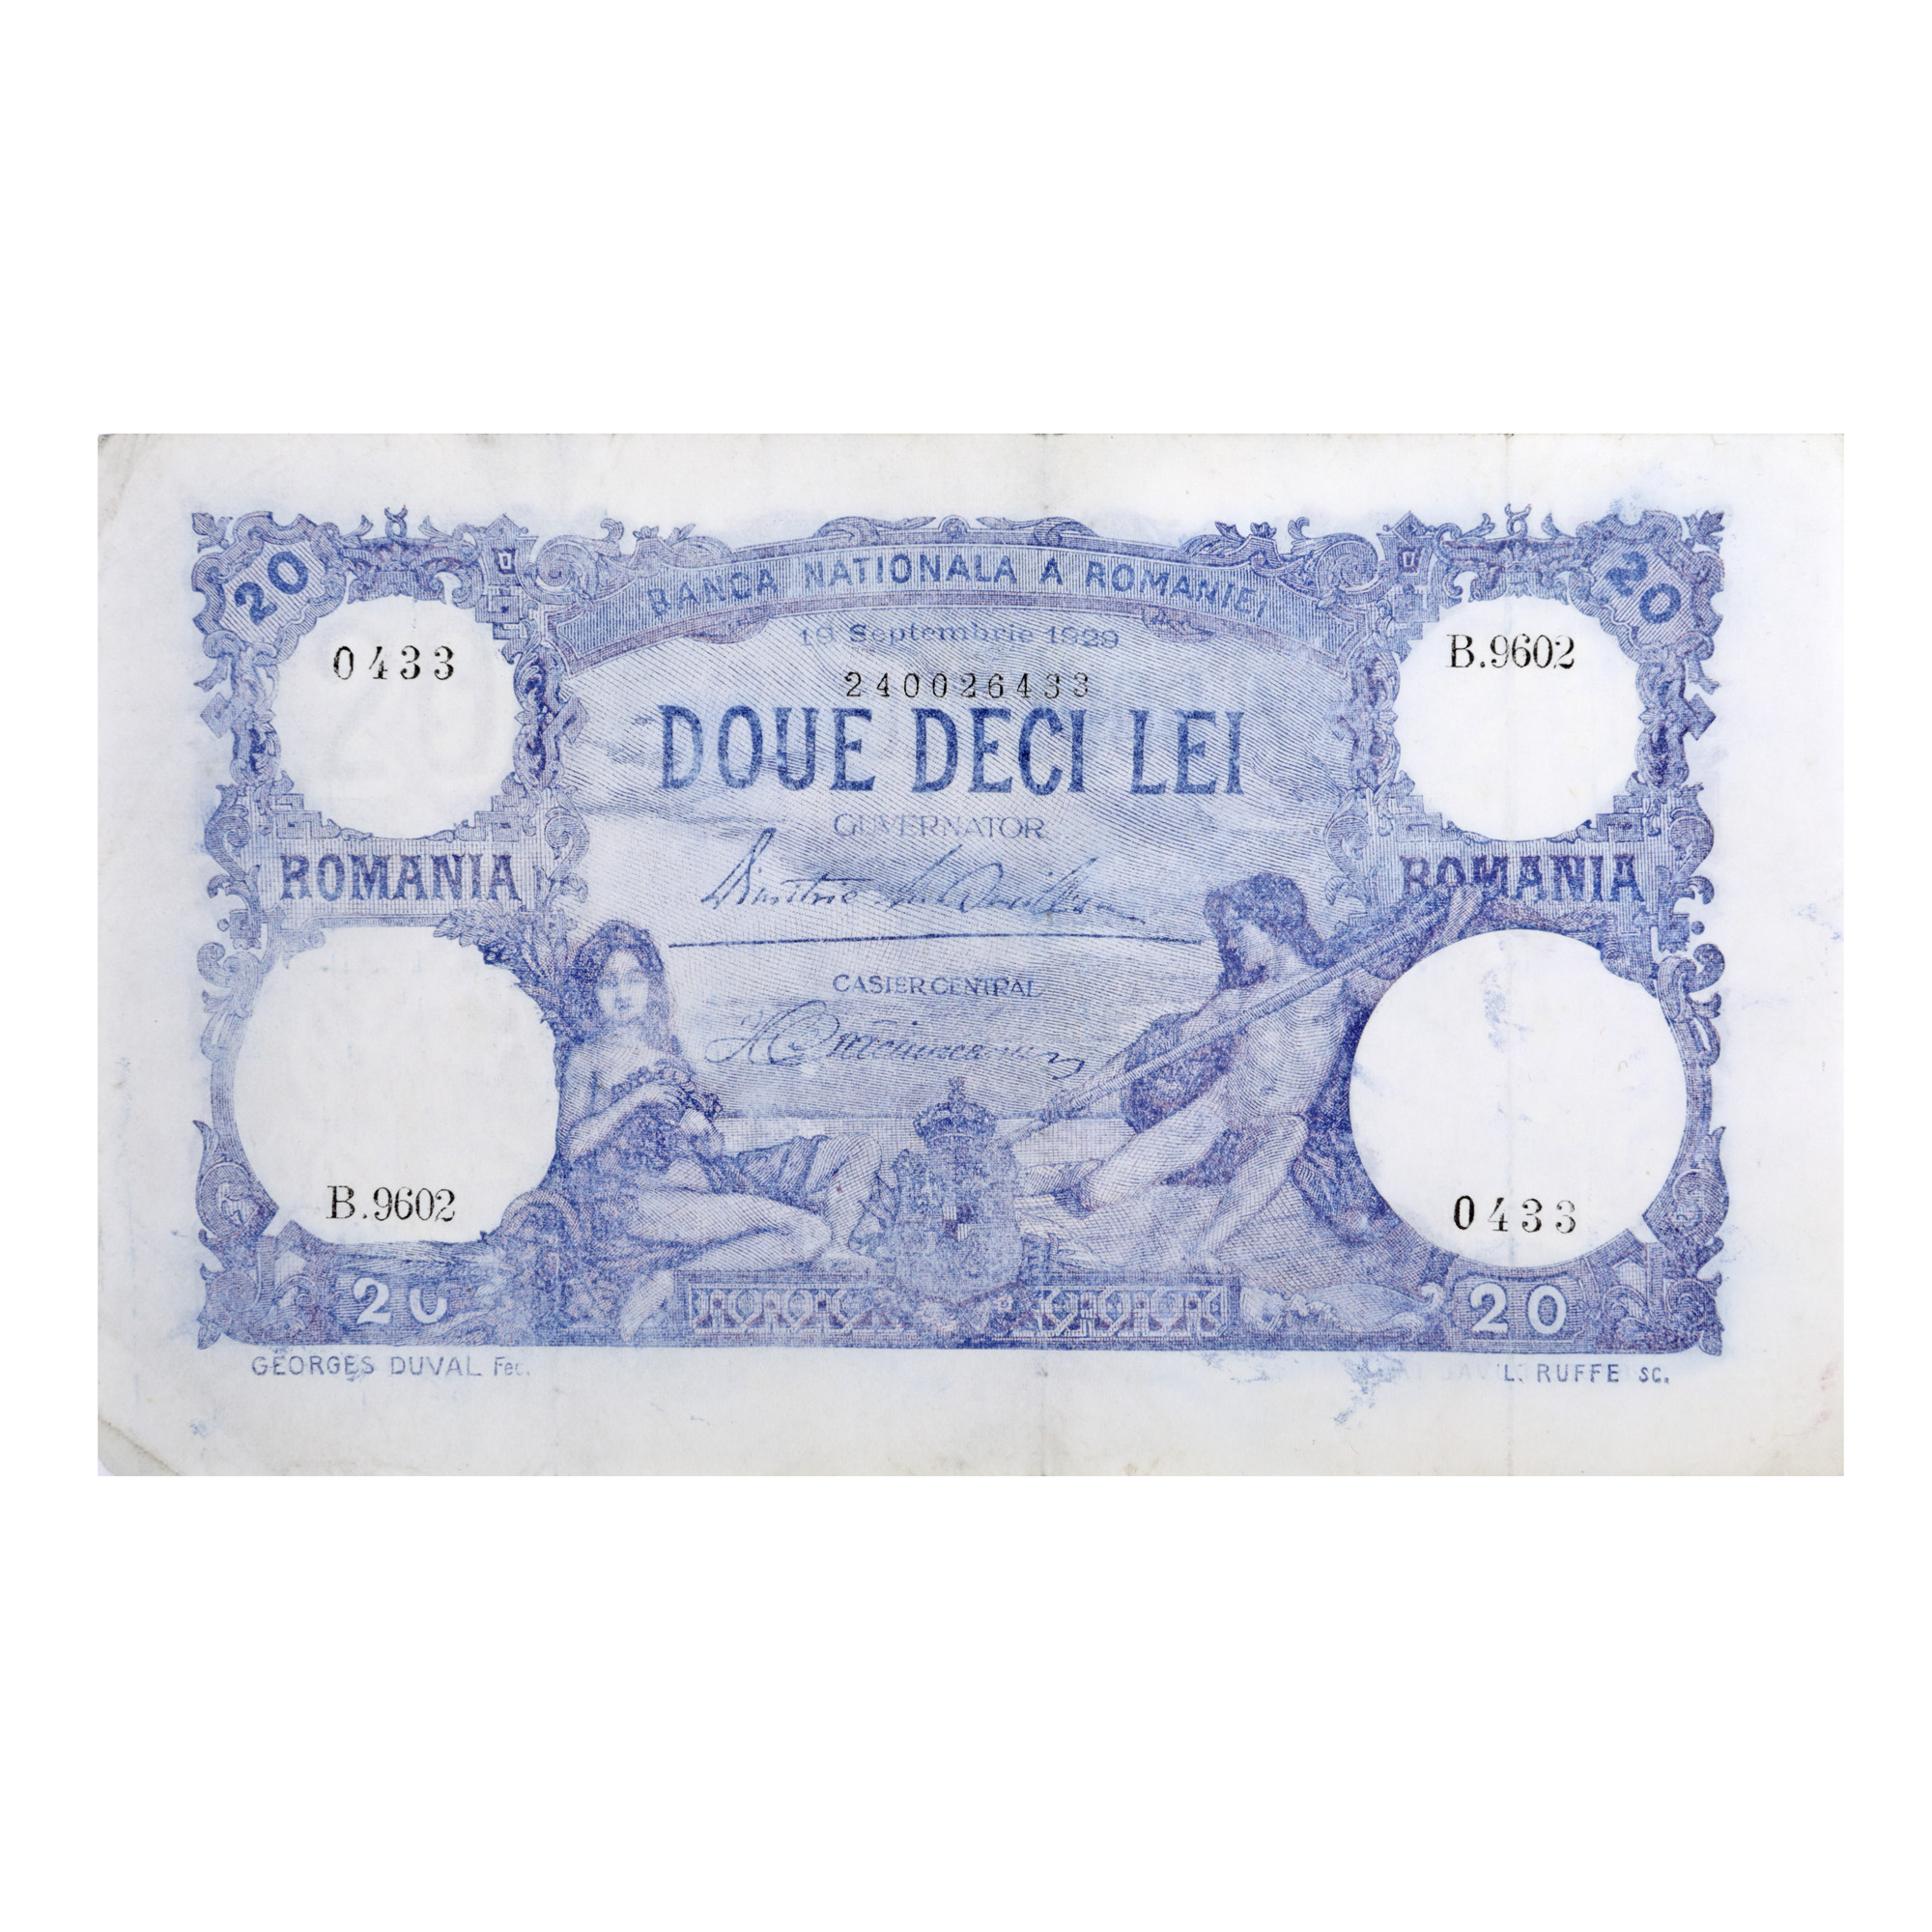 20
20
BANCA NATIONALA A ROMANIEI
19 Septembrie 1929
0433
B.9602
240026433
DOUE DECI LEI
GUVERNATOR
ROMANIA
ROMANIA
CASIER CENTRAL
B.9602
0433
20
20
GEORGES DUVAL Fec.
L. RUFFE SC.